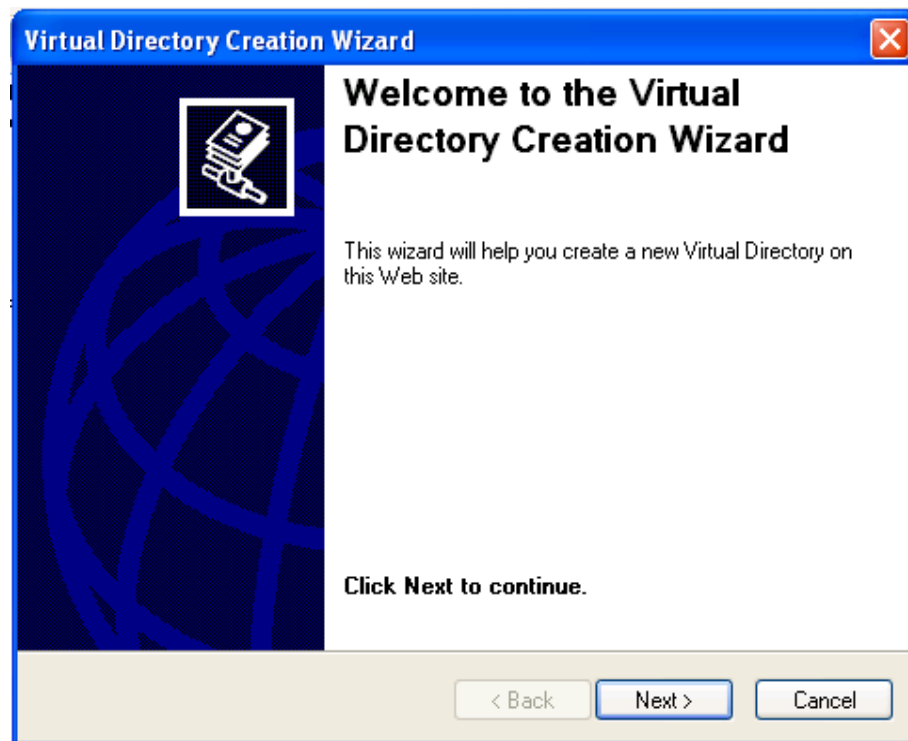 Virtual Directory Creation Wizard
Welcome to the Virtual
Directory Creation Wizard
This wizard will help you create a new Virtual Directory on
this Web site.
Click Next to continue.
< Back
Next >
Cancel